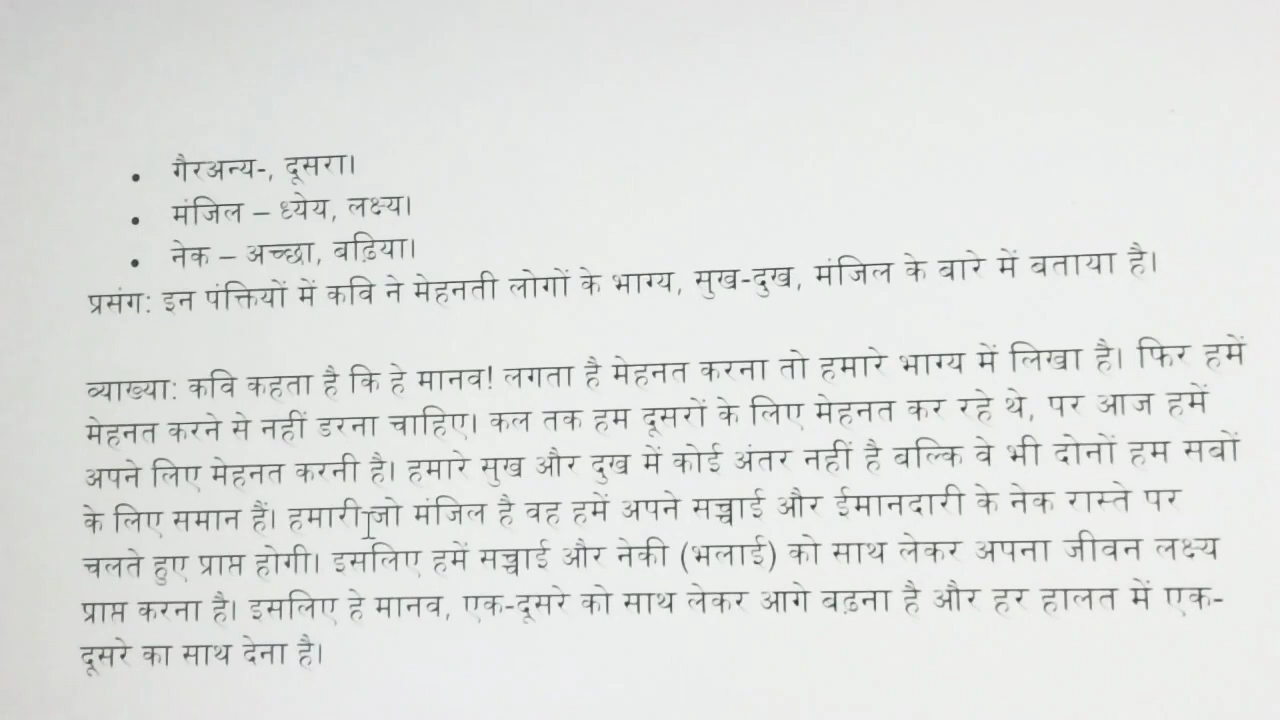 • गैरअन्य-, दूसरा।
• मंजिल – ध्येय, लक्ष्य।
• नेक – अच्छा, बढ़िया।
प्रसंग: इन पंक्तियों में कवि ने मेहनती लोगों के भाग्य, सुख-दुख, मंजिल के बारे में बताया है।
व्याख्या: कवि कहता है कि हे मानव! लगता है मेहनत करना तो हमारे भाग्य में लिखा है। फिर हमें
मेहनत करने से नहीं डरना चाहिए। कल तक हम दूसरों के लिए मेहनत कर रहे थे, पर आज हमें
अपने लिए मेहनत करनी है। हमारे सुख और दुख में कोई अंतर नहीं है बल्कि वे भी दोनों हम सबों
के लिए समान हैं। हमारी जो मंजिल है वह हमें अपने सच्चाई और ईमानदारी के नेक रास्ते पर
चलते हुए प्राप्त होगी। इसलिए हमें सच्चाई और नेकी (भलाई) को साथ लेकर अपना जीवन लक्ष्य
प्राप्त करना है। इसलिए हे मानव, एक-दूसरे को साथ लेकर आगे बढ़ना है और हर हालत में एक-
दूसरे का साथ देना है।